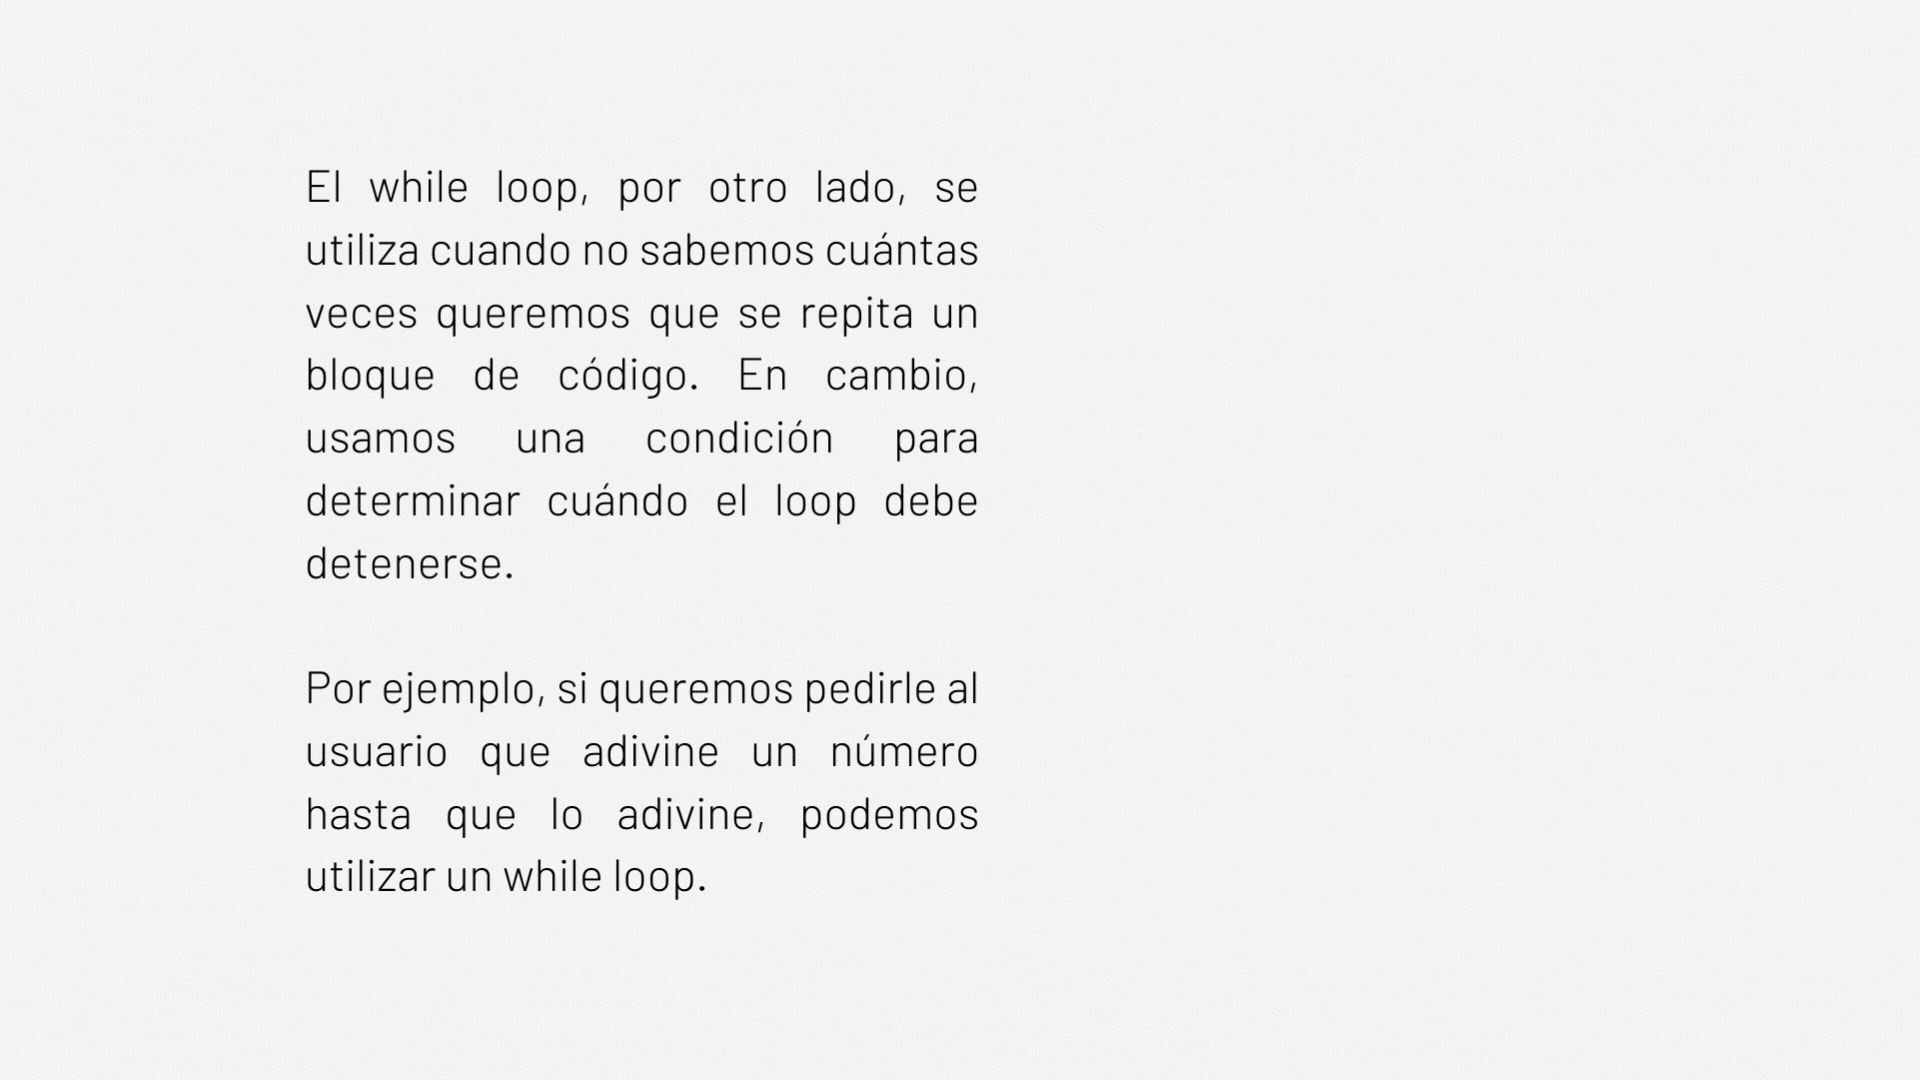 El while loop, por otro lado, se
utiliza cuando no sabemos cuántas
veces queremos que se repita un
bloque de código. En cambio,
usamos una condición para
determinar cuándo el loop debe
detenerse.
Por ejemplo, si queremos pedirle al
usuario que adivine un número
hasta que lo adivine, podemos
utilizar un while loop.